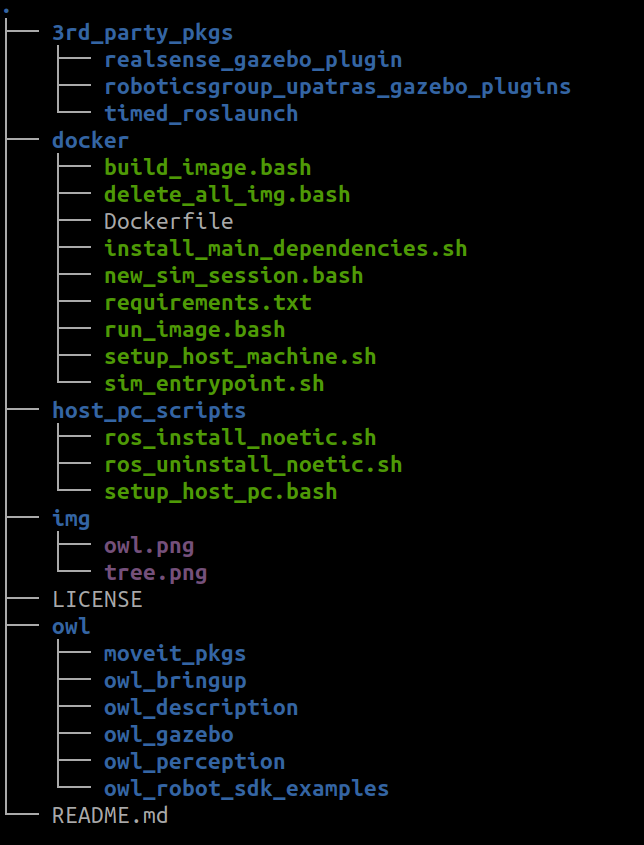 .
3rd_party_pkgs
realsense_gazebo_plugin
roboticsgroup_upatras_gazebo_plugins
timed_roslaunch
docker
build_image.bash
delete_all_img.bash
Dockerfile
install_main_dependencies.sh
new_sim_session.bash
requirements.txt
run_image.bash
setup_host_machine.sh
sim_entrypoint.sh
host_pc_scripts
ros_install_noetic.sh
ros_uninstall_noetic.sh
setup_host_pc.bash
img
owl.png
tree.png
LICENSE
owl
moveit_pkgs
owl_bringup
owl_description
owl_gazebo
owl_perception
owl_robot_sdk_examples
README.md